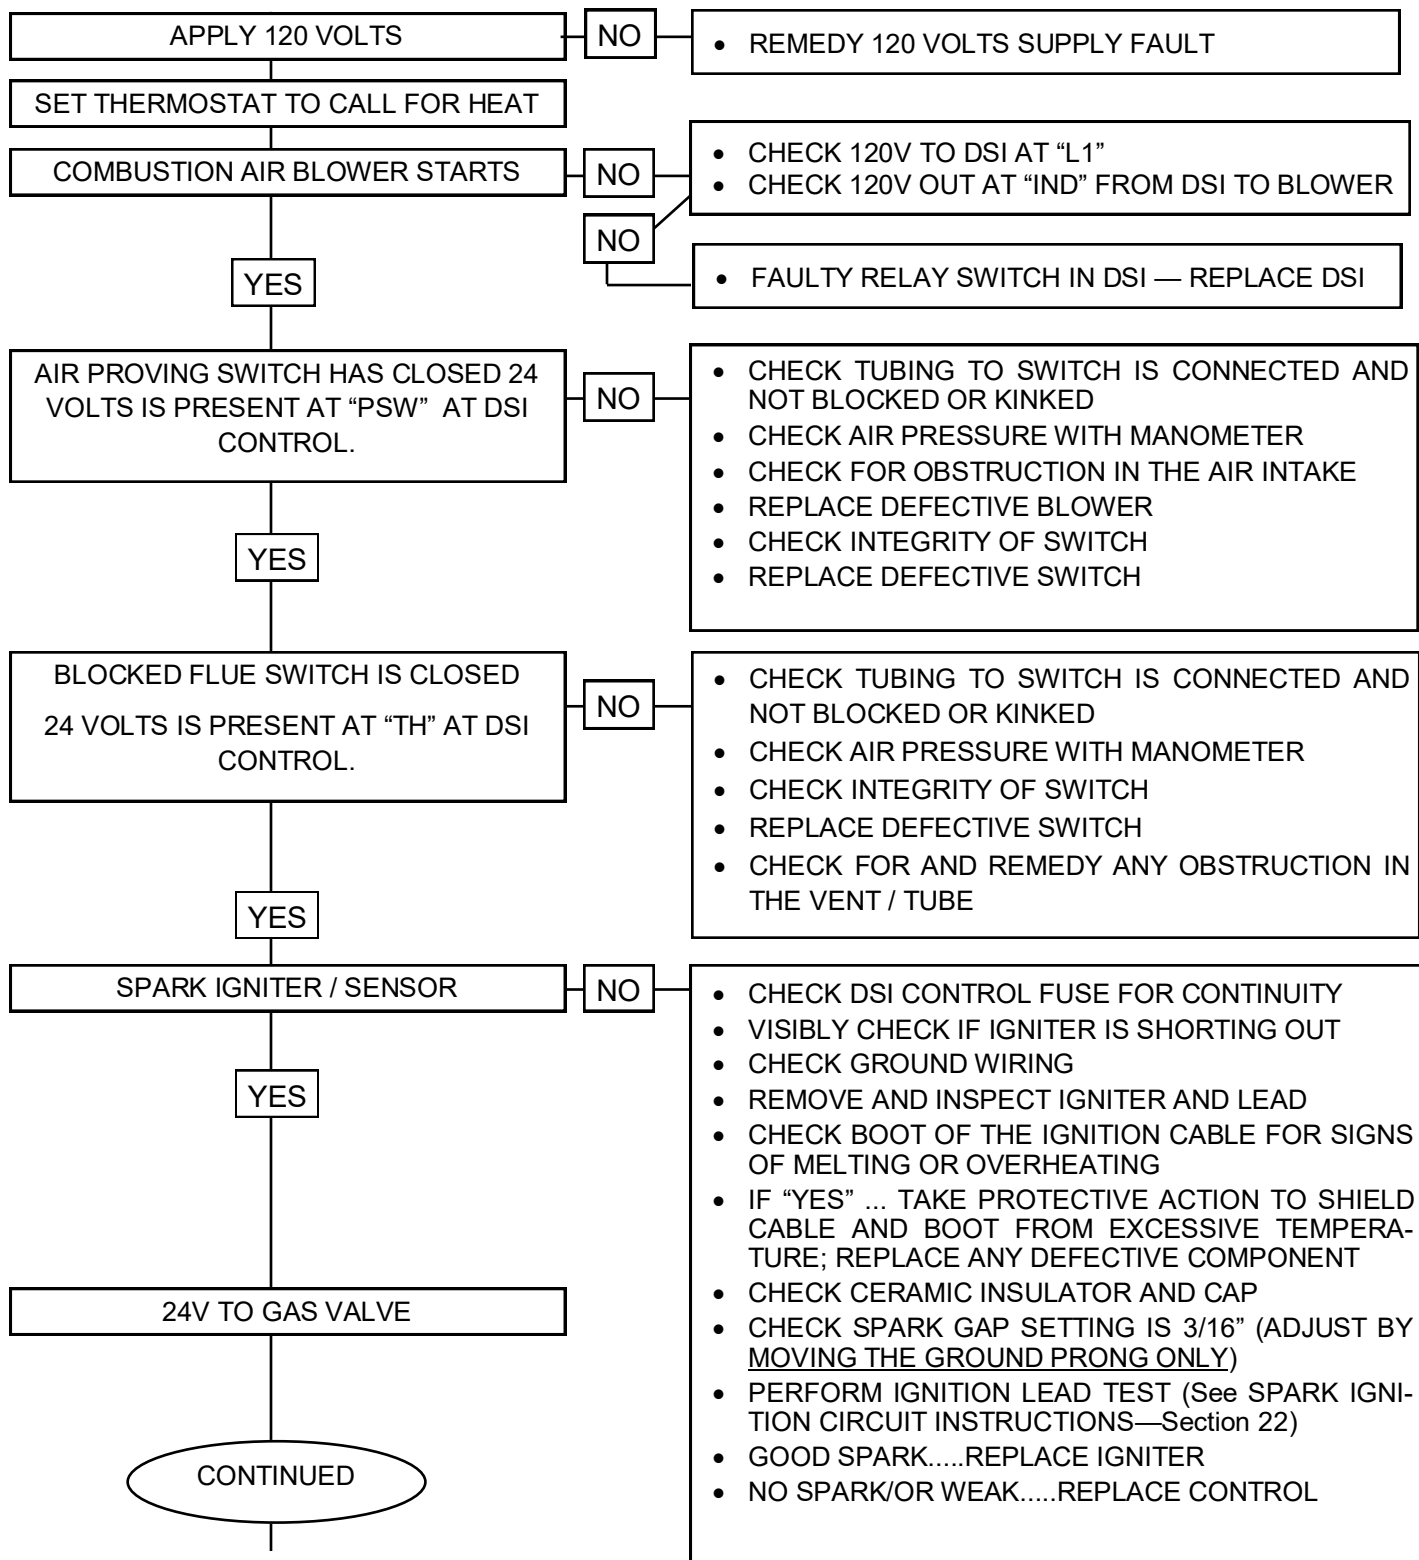 APPLY 120 VOLTS
NO
• REMEDY 120 VOLTS SUPPLY FAULT
SET THERMOSTAT TO CALL FOR HEAT
COMBUSTION AIR BLOWER STARTS
NO
• CHECK 120V TO DSI AT “L1”
• CHECK 120V OUT AT “IND” FROM DSI TO BLOWER
NO
• FAULTY RELAY SWITCH IN DSI — REPLACE DSI
YES
AIR PROVING SWITCH HAS CLOSED 24
VOLTS IS PRESENT AT “PSW” AT DSI
CONTROL.
NO
• CHECK TUBING TO SWITCH IS CONNECTED AND
NOT BLOCKED OR KINKED
• CHECK AIR PRESSURE WITH MANOMETER
• CHECK FOR OBSTRUCTION IN THE AIR INTAKE
• REPLACE DEFECTIVE BLOWER
• CHECK INTEGRITY OF SWITCH
• REPLACE DEFECTIVE SWITCH
YES
BLOCKED FLUE SWITCH IS CLOSED
24 VOLTS IS PRESENT AT “TH” AT DSI
CONTROL.
NO
• CHECK TUBING TO SWITCH IS CONNECTED AND
NOT BLOCKED OR KINKED
• CHECK AIR PRESSURE WITH MANOMETER
• CHECK INTEGRITY OF SWITCH
• REPLACE DEFECTIVE SWITCH
• CHECK FOR AND REMEDY ANY OBSTRUCTION IN
THE VENT / TUBE
YES
SPARK IGNITER / SENSOR
NO
• CHECK DSI CONTROL FUSE FOR CONTINUITY
• VISIBLY CHECK IF IGNITER IS SHORTING OUT
• CHECK GROUND WIRING
• REMOVE AND INSPECT IGNITER AND LEAD
• CHECK BOOT OF THE IGNITION CABLE FOR SIGNS
OF MELTING OR OVERHEATING
• IF “YES” ... TAKE PROTECTIVE ACTION TO SHIELD
CABLE AND BOOT FROM EXCESSIVE TEMPERA-
TURE; REPLACE ANY DEFECTIVE COMPONENT
• CHECK CERAMIC INSULATOR AND CAP
• CHECK SPARK GAP SETTING IS 3/16” (ADJUST BY
MOVING THE GROUND PRONG ONLY)
• PERFORM IGNITION LEAD TEST (See SPARK IGNI-
TION CIRCUIT INSTRUCTIONS—Section 22)
• GOOD SPARK.....REPLACE IGNITER
• NO SPARK/OR WEAK.....REPLACE CONTROL
YES
24V TO GAS VALVE
CONTINUED